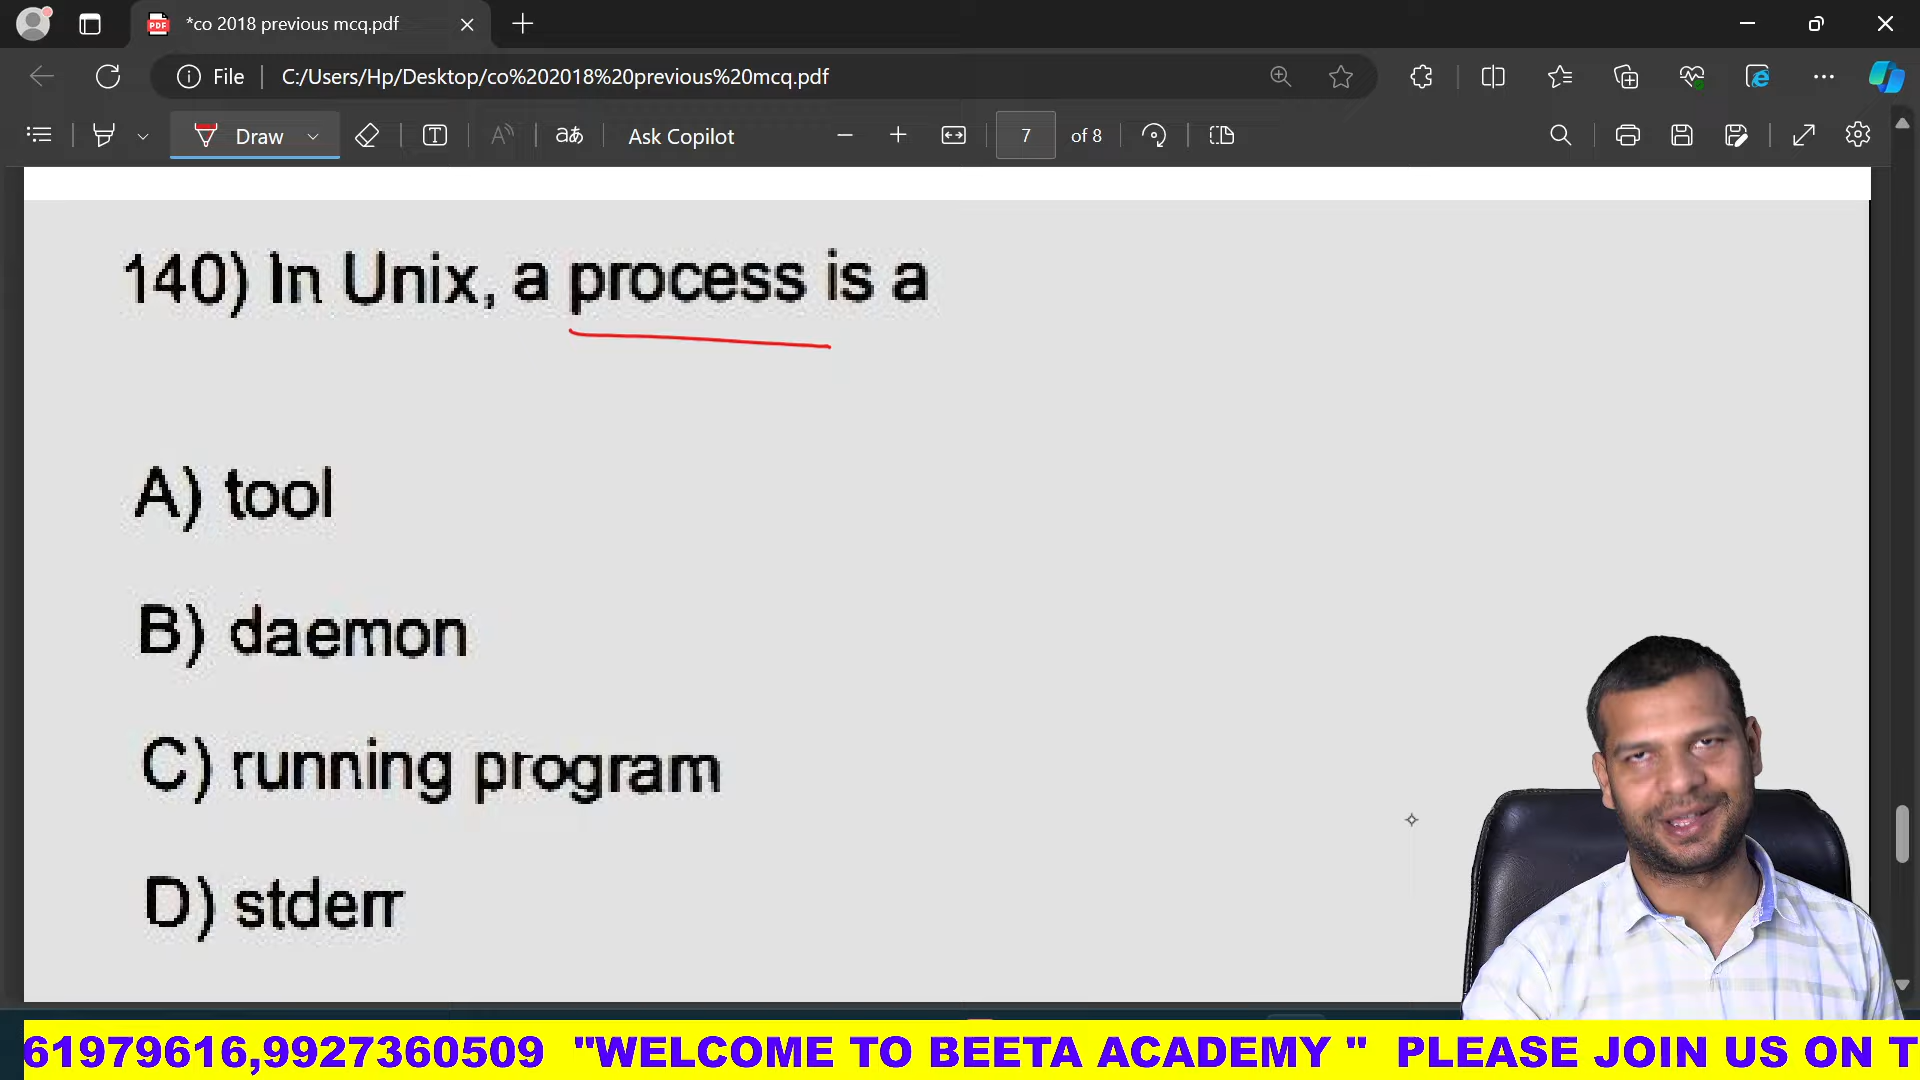 *co 2018 previous mcq.pdf
File
C:/Users/Hp/Desktop/co%202018%20previous%20mcq.pdf
Draw
aあ
Ask Copilot
7 of 8
140) In Unix, a process is a
A) tool
B) daemon
C) running program
D) stderr
61979616,9927360509 "WELCOME TO BEETA ACADEMY " PLEASE JOIN US ON T